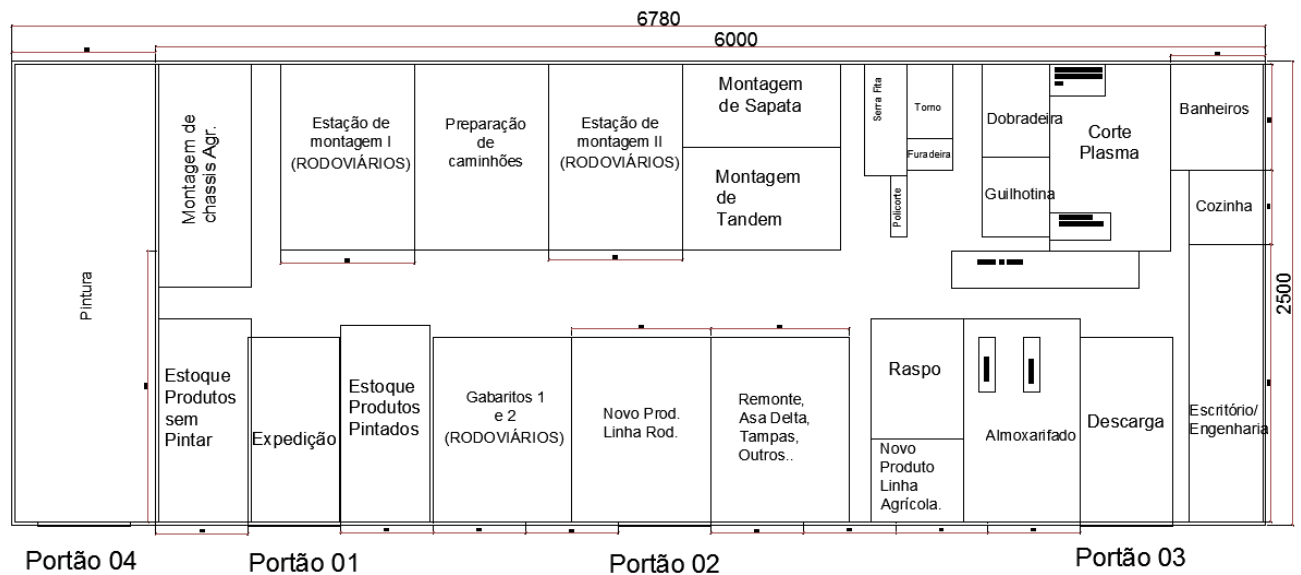 6780
6000
2500
Pintura
Montagem de
chassis Agr.
Estação de
montagem I
(RODOVIÁRIOS)
Preparação
de
caminhões
Estação de
montagem II
(RODOVIÁRIOS)
Montagem
de Sapata
Montagem
de
Tandem
Serra Fita
Policorte
Torno
Furadeira
Dobradeira
Guilhotina
Corte
Plasma
Banheiros
Cozinha
Estoque
Produtos
sem
Pintar
Expedição
Estoque
Produtos
Pintados
Gabaritos 1
e 2
(RODOVIÁRIOS)
Novo Prod.
Linha Rod.
Remonte,
Asa Delta,
Tampas,
Outros..
Raspo
Novo
Produto
Linha
Agrícola.
Almoxarifado
Descarga
Escritório/
Engenharia
Portão 04
Portão 01
Portão 02
Portão 03